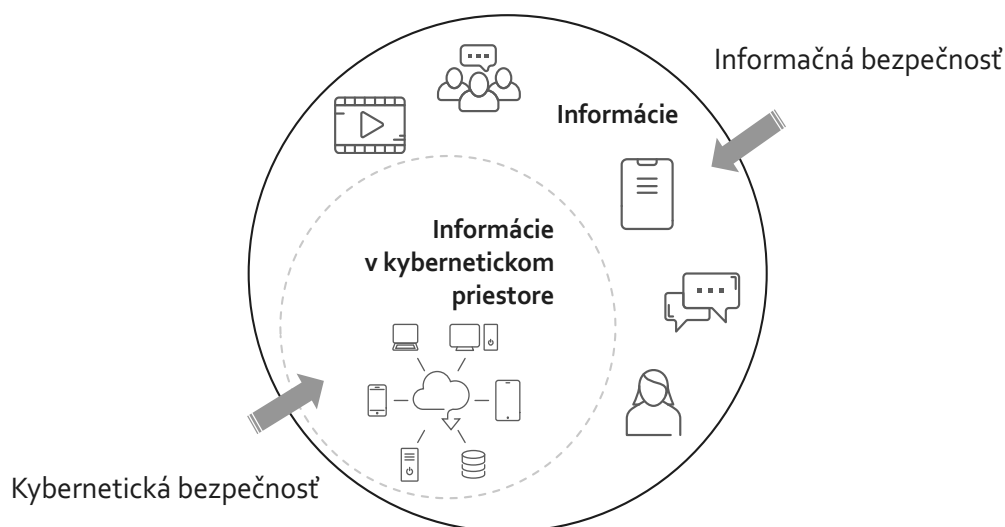 Informačná bezpečnosť
Informácie
Informácie
v kybernetickom
priestore
Kybernetická bezpečnosť